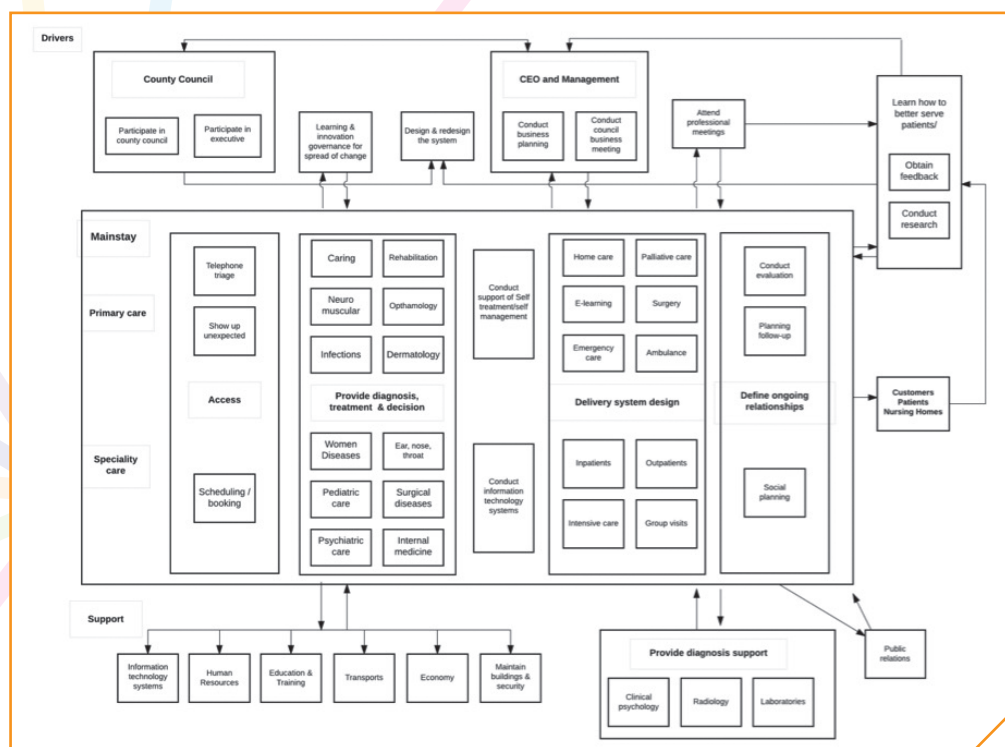 Drivers
County Council
Participate in
county council
Participate in
executive
Learning &
innovation
governance for
spread of change
Design & redesign
the system
CEO and Management
Conduct
business
planning
Conduct
council
business
meeting
Attend
professional
meetings
Learn how to
better serve
patients/
Obtain
feedback
Conduct
research
Mainstay
Primary care
Speciality
care
Telephone
triage
Show up
unexpected
Access
Scheduling /
booking
Caring
Rehabilitation
Neuro
muscular
Opthamology
Infections
Dermatology
Provide diagnosis,
treatment & decision
Women
Diseases
Ear, nose,
throat
Pediatric
care
Surgical
diseases
Psychiatric
care
Internal
medicine
Conduct
support of Self
treatment/self
management
Conduct
information
technology
systems
Home care
Palliative care
E-learning
Surgery
Emergency
care
Ambulance
Delivery system design
Inpatients
Outpatients
Intensive care
Group visits
Conduct
evaluation
Planning
follow-up
Define ongoing
relationships
Social
planning
Customers
Patients
Nursing Homes
Support
Information
technology
systems
Human
Resources
Education &
Training
Transports
Economy
Maintain
buildings &
security
Provide diagnosis support
Clinical
psychology
Radiology
Laboratories
Public
relations